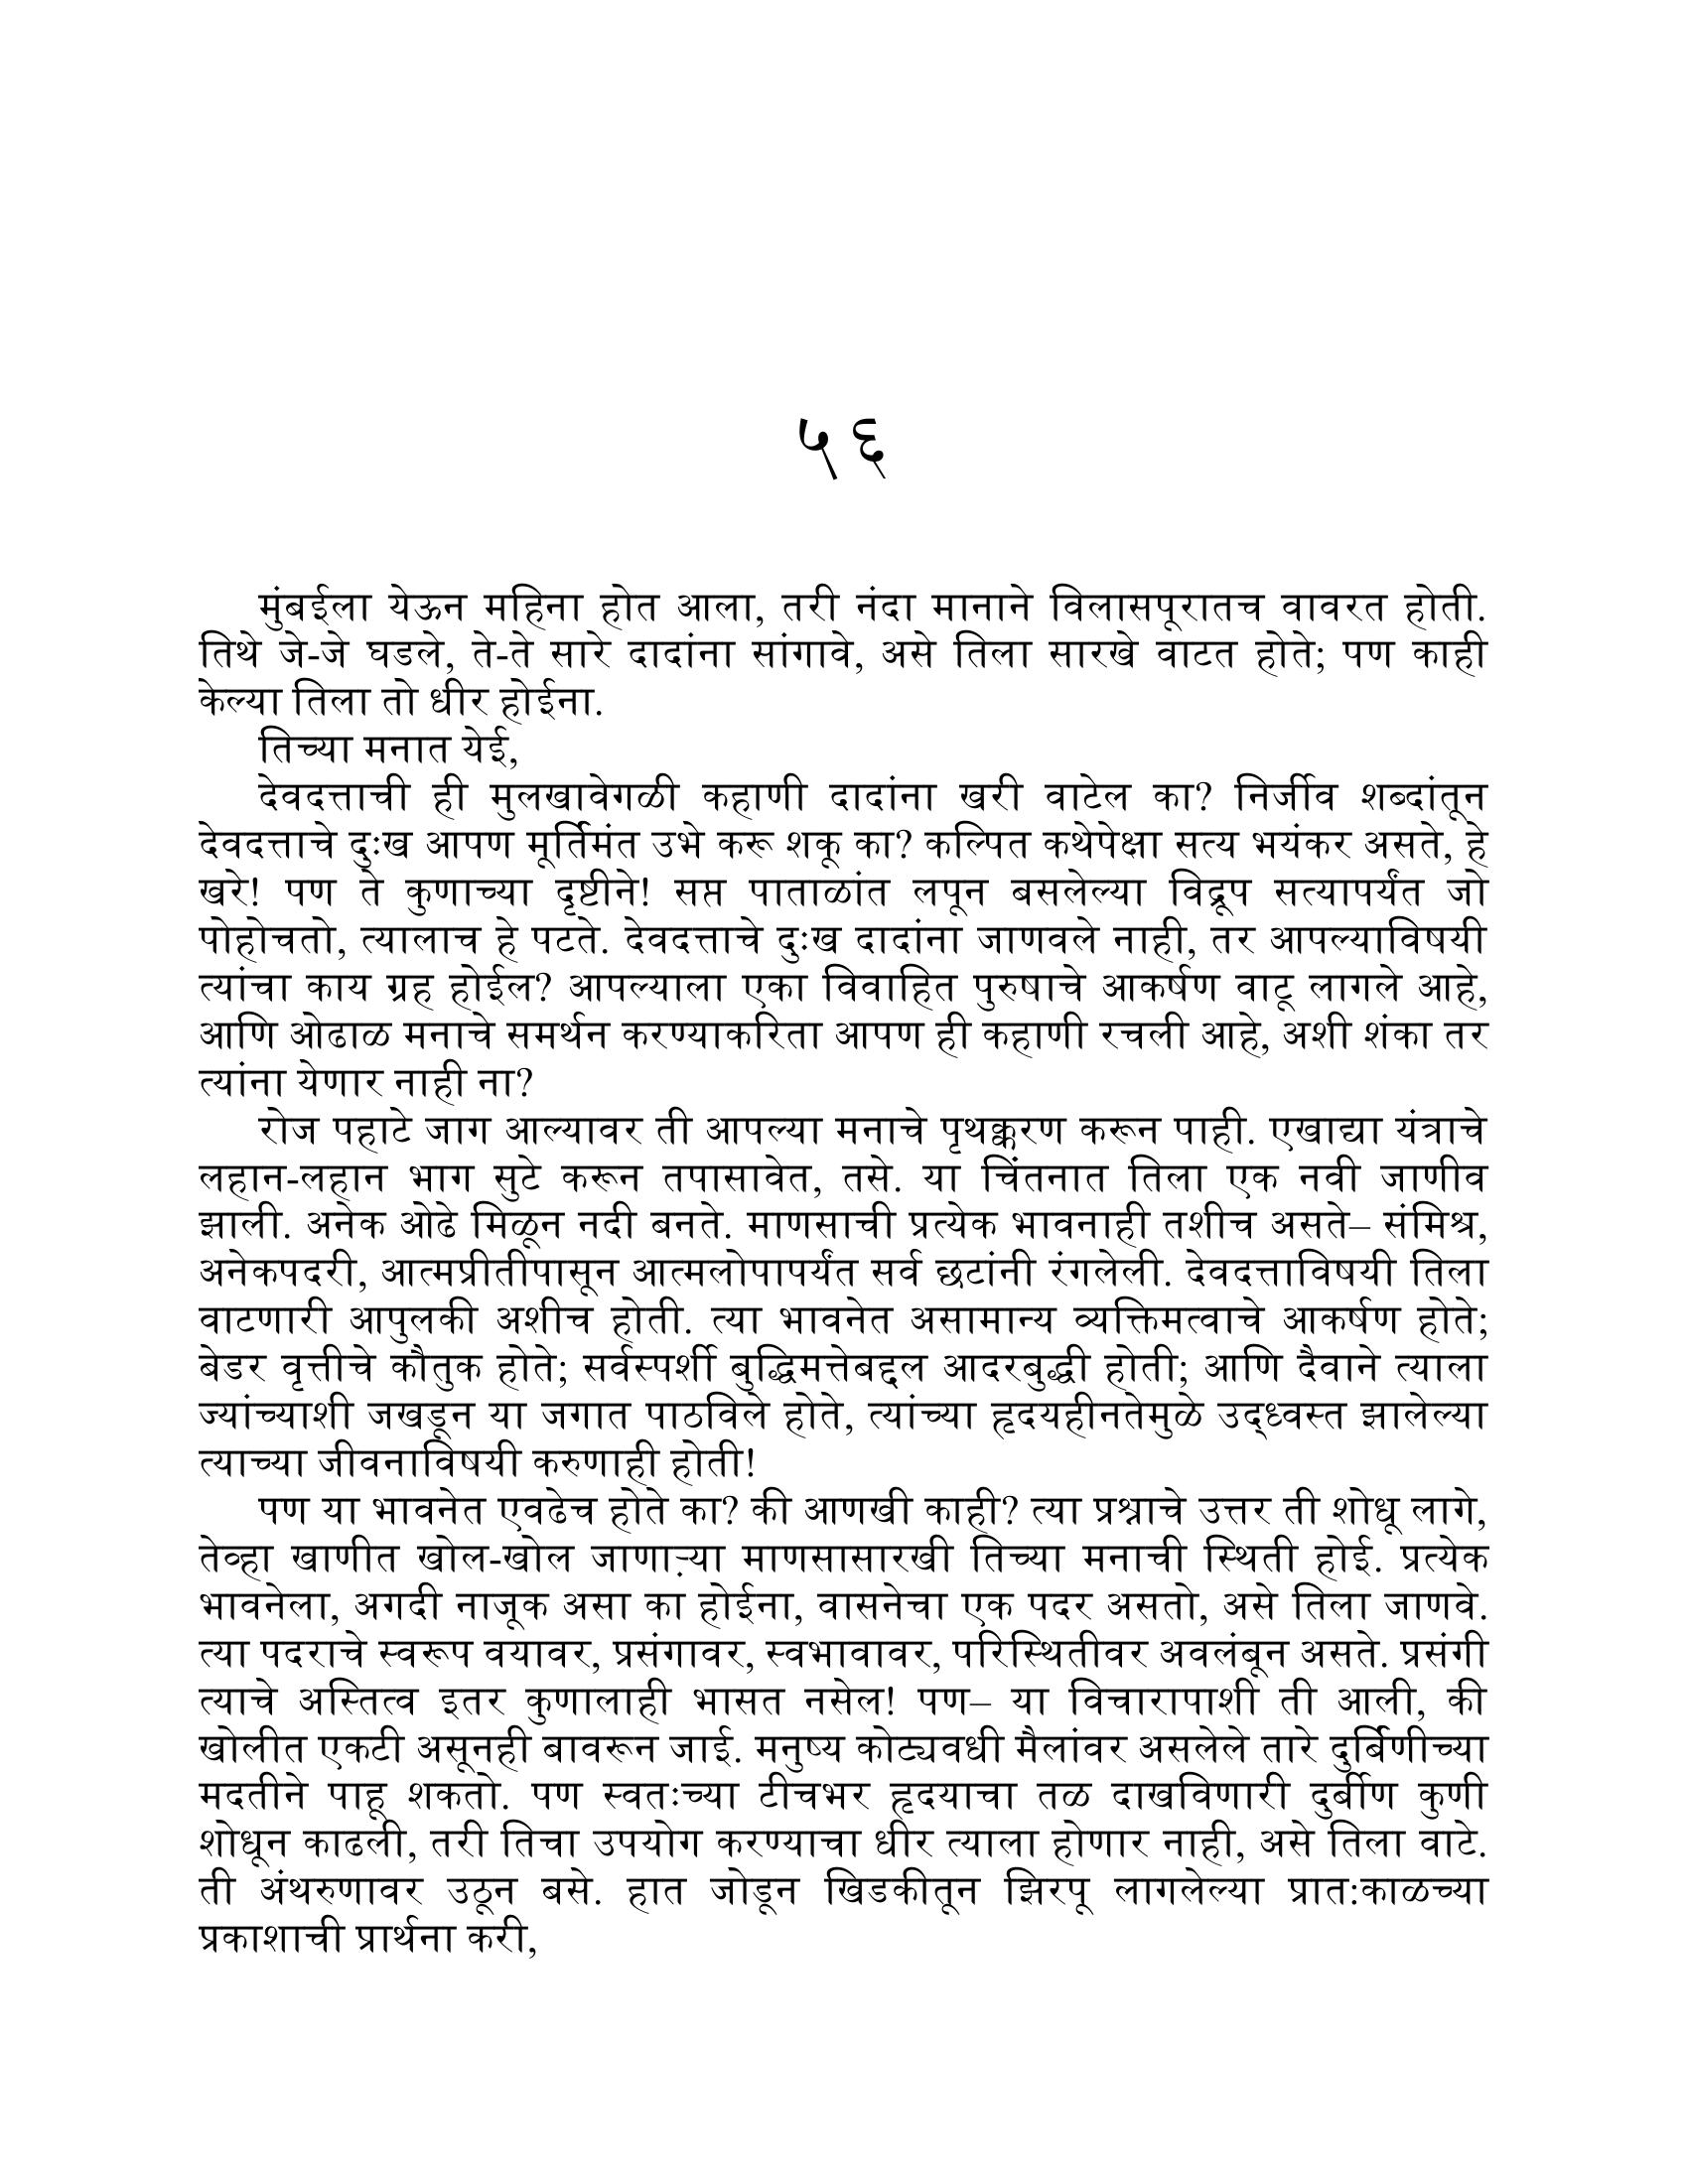 ५६
मुंबईला येऊन महिना होत आला, तरी नंदा मानाने विलासपूरातच वावरत होती.
तिथे जे-जे घडले, ते-ते सारे दादांना सांगावे, असे तिला सारखे वाटत होते; पण काही
केल्या तिला तो धीर होईना.
तिच्या मनात येई,
देवदत्ताची ही मुलखावेगळी कहाणी दादांना खरी वाटेल का? निर्जीव शब्दांतून
देवदत्ताचे दुःख आपण मूर्तिमंत उभे करू शकू का? कल्पित कथेपेक्षा सत्य भयंकर असते, हे
खरे! पण ते कुणाच्या दृष्टीने! सप्त पाताळांत लपून बसलेल्या विद्रूप सत्यापर्यंत जो
पोहोचतो, त्यालाच हे पटते. देवदत्ताचे दुःख दादांना जाणवले नाही, तर आपल्याविषयी
त्यांचा काय ग्रह होईल? आपल्याला एका विवाहित पुरुषाचे आकर्षण वाटू लागले आहे,
आणि ओढाळ मनाचे समर्थन करण्याकरिता आपण ही कहाणी रचली आहे, अशी शंका तर
त्यांना येणार नाही ना?
रोज पहाटे जाग आल्यावर ती आपल्या मनाचे पृथक्करण करून पाही. एखाद्या यंत्राचे
लहान-लहान भाग सुटे करून तपासावेत, तसे. या चिंतनात तिला एक नवी जाणीव
झाली. अनेक ओढे मिळून नदी बनते. माणसाची प्रत्येक भावनाही तशीच असते– संमिश्र,
अनेकपदरी, आत्मप्रीतीपासून आत्मलोपापर्यंत सर्व छटांनी रंगलेली. देवदत्ताविषयी तिला
वाटणारी आपुलकी अशीच होती. त्या भावनेत असामान्य व्यक्तिमत्वाचे आकर्षण होते;
बेडर वृत्तीचे कौतुक होते; सर्वस्पर्शी बुद्धिमत्तेबद्दल आदरबुद्धी होती; आणि दैवाने त्याला
ज्यांच्याशी जखडून या जगात पाठविले होते, त्यांच्या हृदयहीनतेमुळे उद्ध्वस्त झालेल्या
त्याच्या जीवनाविषयी करुणाही होती!
पण या भावनेत एवढेच होते का? की आणखी काही? त्या प्रश्नाचे उत्तर ती शोधू लागे,
तेव्हा खाणीत खोल-खोल जाणाऱ्या माणसासारखी तिच्या मनाची स्थिती होई. प्रत्येक
भावनेला, अगदी नाजूक असा का होईना, वासनेचा एक पदर असतो, असे तिला जाणवे.
त्या पदराचे स्वरूप वयावर, प्रसंगावर, स्वभावावर, परिस्थितीवर अवलंबून असते. प्रसंगी
त्याचे अस्तित्व इतर कुणालाही भासत नसेल! पण– या विचारापाशी ती आली, की
खोलीत एकटी असूनही बावरून जाई. मनुष्य कोट्यवधी मैलांवर असलेले तारे दुर्बिणीच्या
मदतीने पाहू शकतो. पण स्वतःच्या टीचभर हृदयाचा तळ दाखविणारी दुर्बीण कुणी
शोधून काढली, तरी तिचा उपयोग करण्याचा धीर त्याला होणार नाही, असे तिला वाटे.
ती अंथरुणावर उठून बसे. हात जोडून खिडकीतून झिरपू लागलेल्या प्रात:काळच्या
प्रकाशाची प्रार्थना करी,